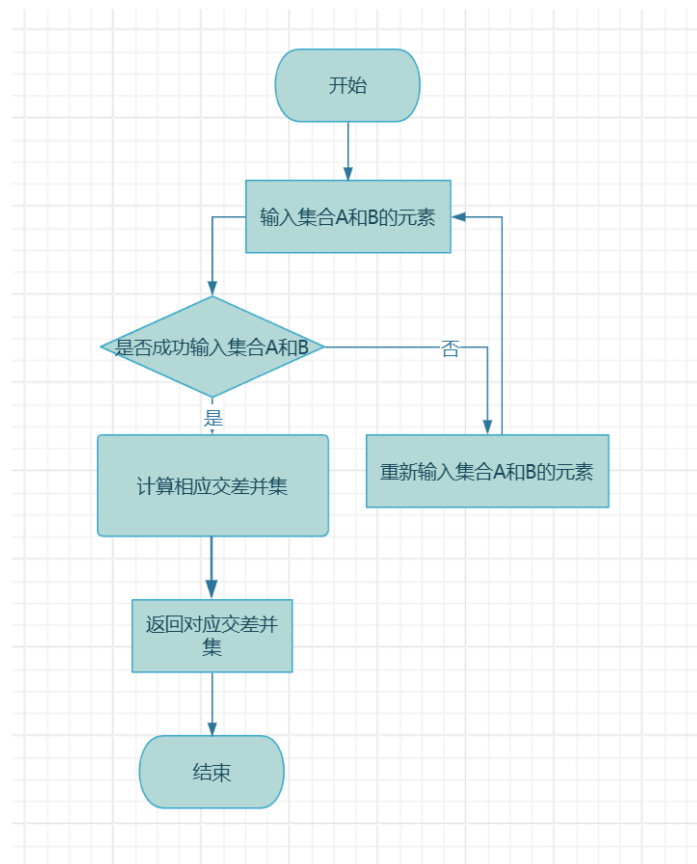 开始
输入集合A和B的元素
是否成功输入集合A和B
否
是
计算相应交差并集
重新输入集合A和B的元素
返回对应交差并
集
结束